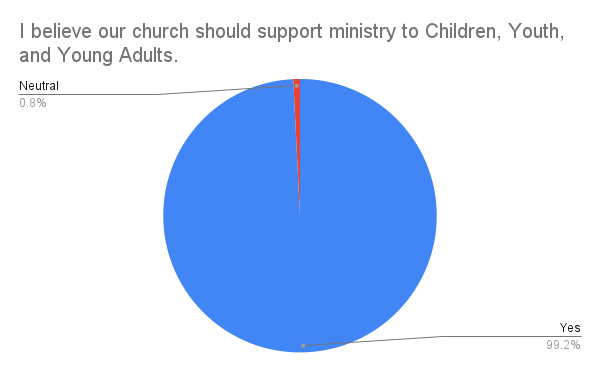 I believe our church should support ministry to Children, Youth,
and Young Adults.
Neutral
0.8%
Yes
99.2%